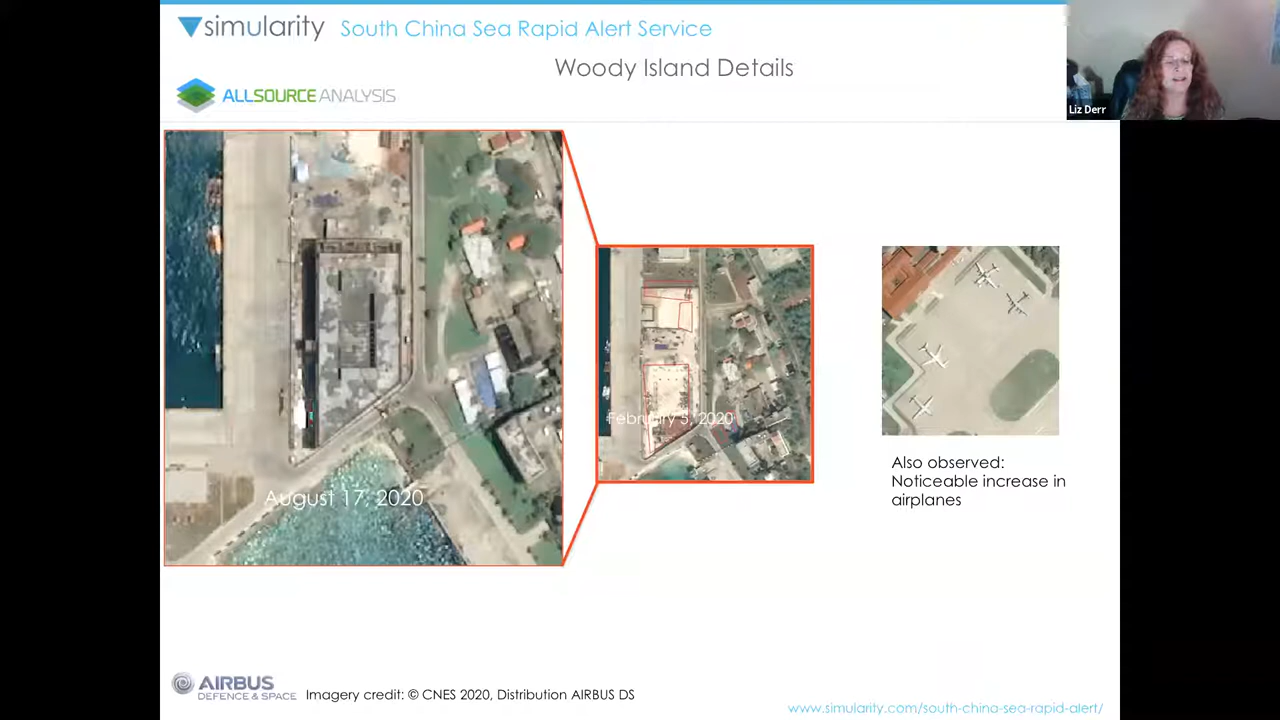 simularity
South China Sea Rapid Alert Service
Woody Island Details
ALLSOURCE ANALYSIS
Liz Derr
February 5, 2020
August 17, 2020
Also observed:
Noticeable increase in
airplanes
AIRBUS
DEFENCE & SPACE
Imagery credit: © CNES 2020, Distribution AIRBUS DS
www.simularity.com/south-china-sea-rapid-alert/